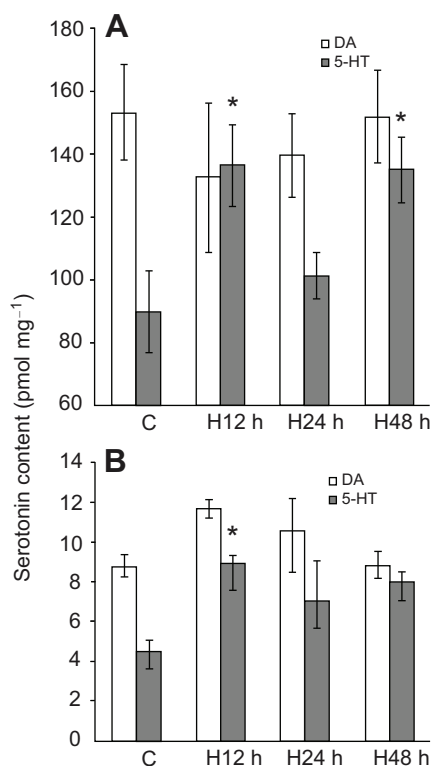 A
DA
5-HT
180
160
140
120
100
80
60
*
*
C
H12 h
H24 h
H48 h
Serotonin content (pmol mg−1)
B
DA
5-HT
14
12
10
8
6
4
2
0
*
C
H12 h
H24 h
H48 h